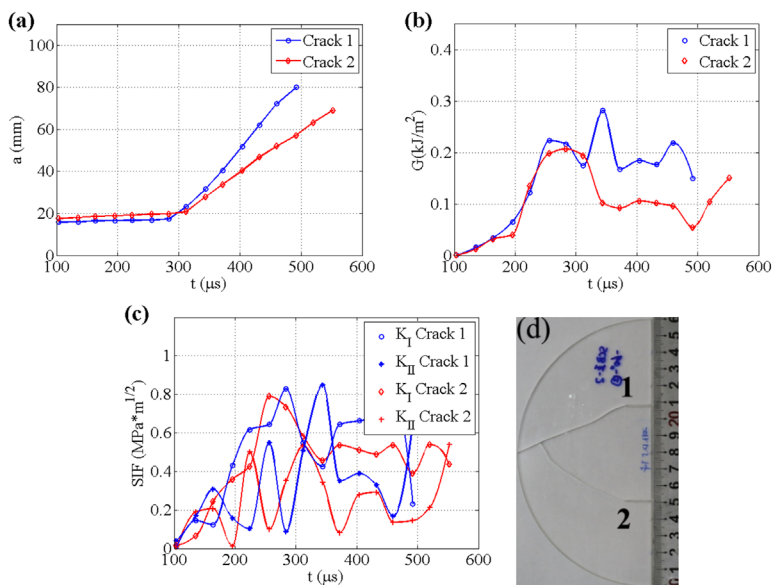 (a)
100
80
60
40
20
0
a (mm)
100 200 300 400 500 600
t (μs)
Crack 1
Crack 2
(b)
0.4
0.3
0.2
0.1
0
G(kJ/m²)
100 200 300 400 500 600
t (μs)
Crack 1
Crack 2
(c)
1
0.8
0.6
0.4
0.2
0
SIF (MPa*m^1/2)
100 200 300 400 500 600
t (μs)
K_I Crack 1
K_II Crack 1
K_I Crack 2
K_II Crack 2
(d)
1
2